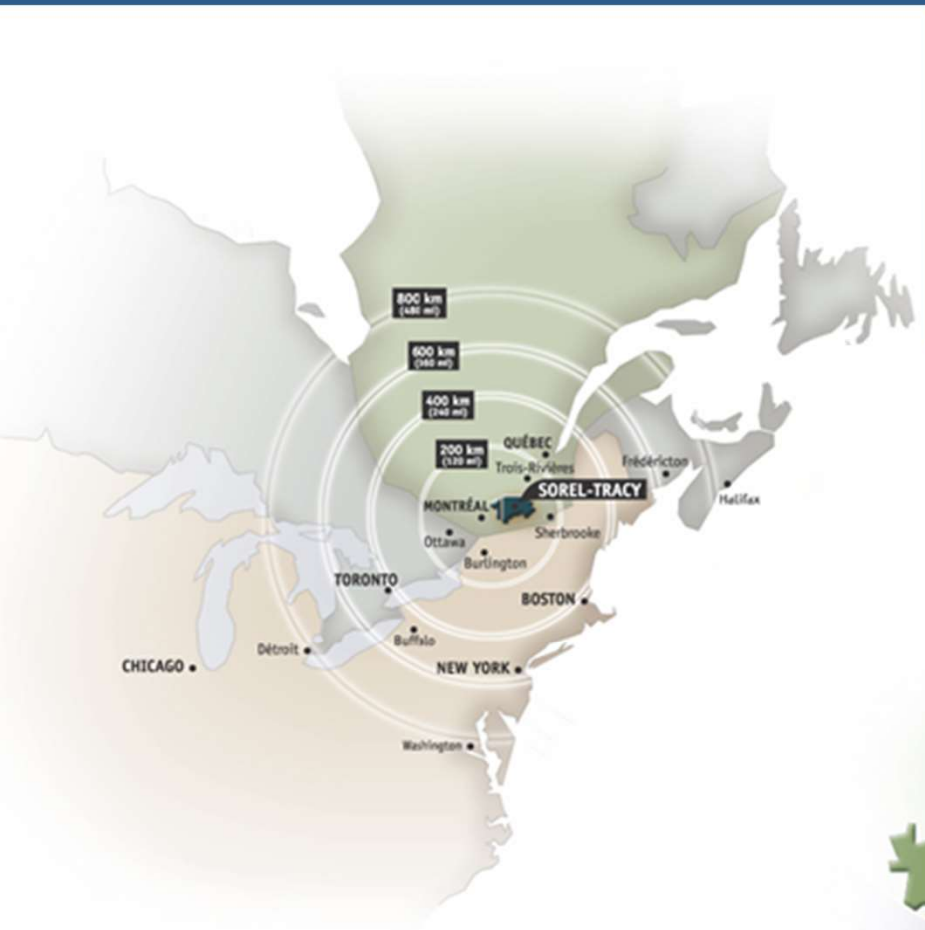 800 km
(480 mi)
600 km
(360 mi)
400 km
(240 mi)
200 km
(120 mi)
QUÉBEC
Trois-Rivières
Frédéricton
SOREL-TRACY
Halifax
MONTRÉAL
Sherbrooke
Ottawa
Burlington
TORONTO
BOSTON
Buffalo
Détroit
CHICAGO
NEW YORK
Washington